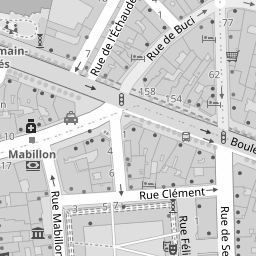 Rue de l'Échaudé
Rue de Buci
7
main-
és
77
62
158
154
10
17
Mabillon
Boule
Rue Clément
5
3
7
Rue Mabillon
Rue Féli
Rue de Se